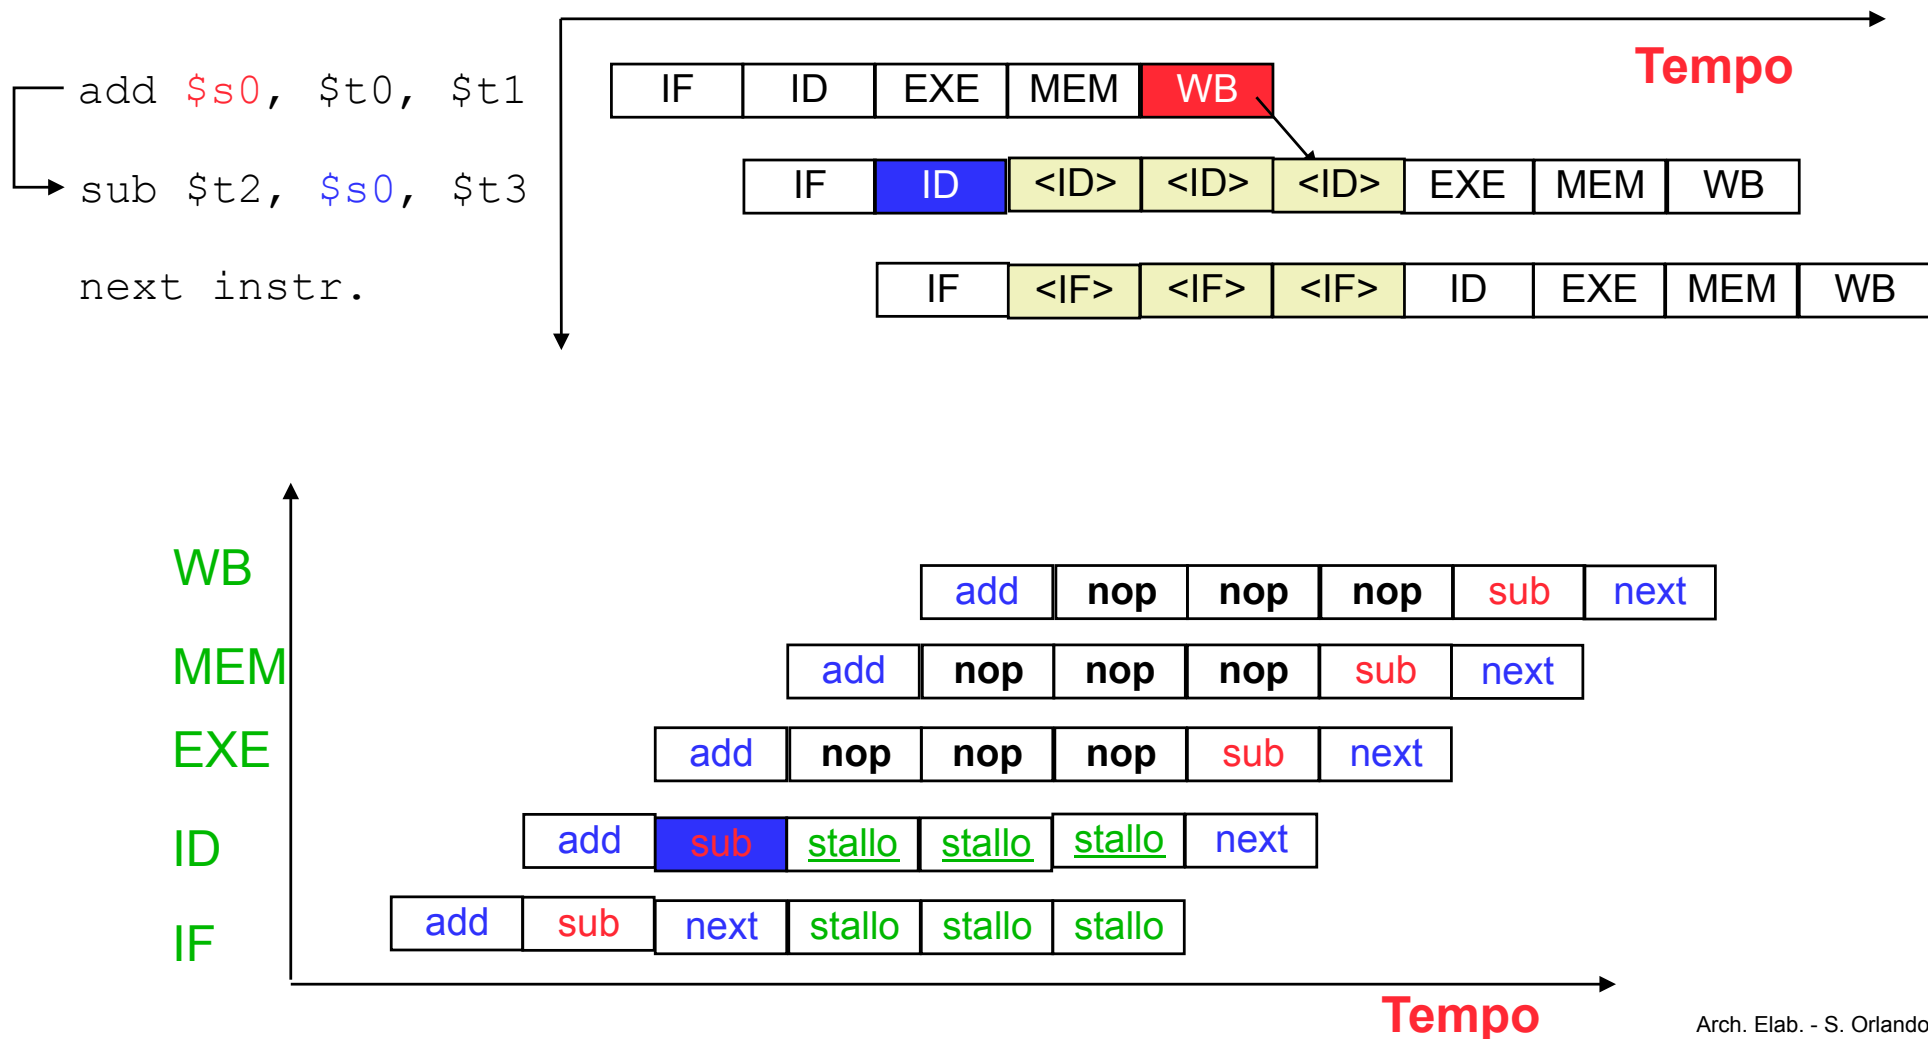 Tempo
add $s0, $t0, $t1
IF ID EXE MEM WB
sub $t2, $s0, $t3
IF ID <ID> <ID> <ID> EXE MEM WB
next instr.
IF <IF> <IF> <IF> ID EXE MEM WB
WB
add nop nop nop sub next
MEM
add nop nop nop sub next
EXE
add nop nop nop sub next
ID
add sub stallo stallo stallo next
IF
add sub next stallo stallo stallo
Tempo
Arch. Elab. - S. Orlando